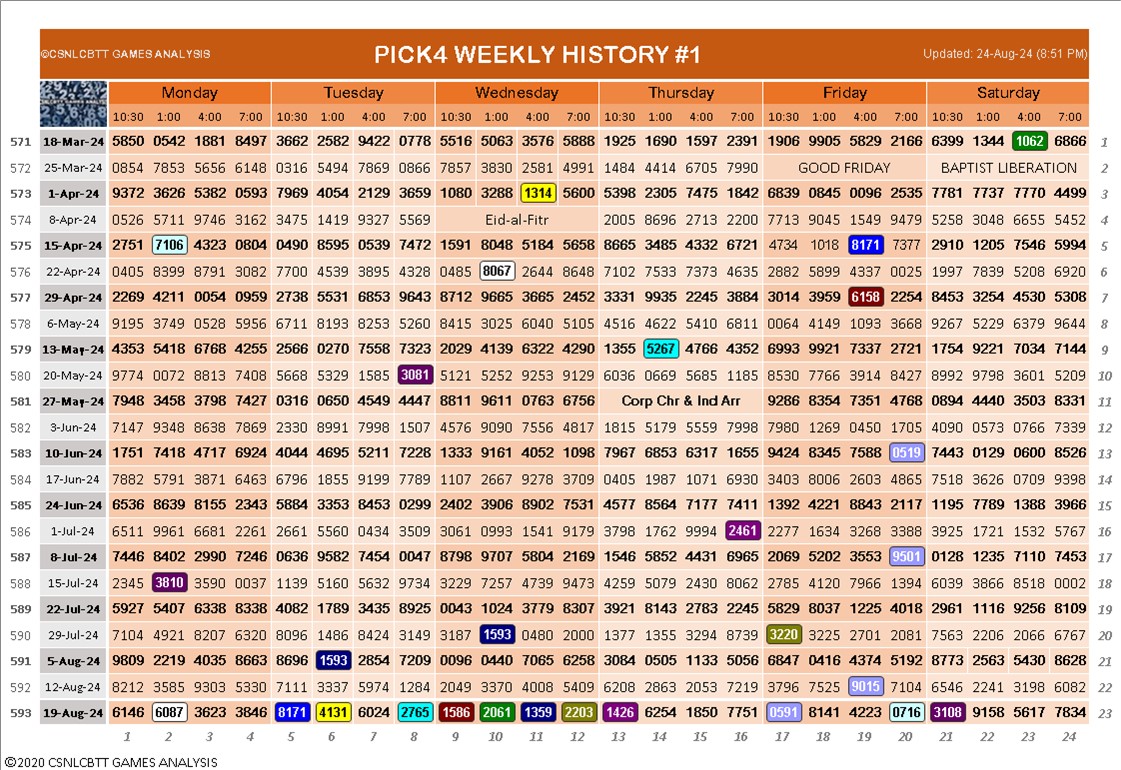 ©CSNLCBTT GAMES ANALYSIS PICK4 WEEKLY HISTORY #1 Updated: 24-Aug-24 (8:51 PM)
Monday Tuesday Wednesday Thursday Friday Saturday
10:30 1:00 4:00 7:00 10:30 1:00 4:00 7:00 10:30 1:00 4:00 7:00 10:30 1:00 4:00 7:00 10:30 1:00 4:00 7:00 10:30 1:00 4:00 7:00
571 18-Mar-24 5850 0542 1881 8497 3662 2582 9422 0778 5516 5063 3576 5888 1925 1690 1597 2391 1906 9905 5829 2166 6399 1344 1062 6866 1
572 25-Mar-24 0854 7853 5656 6148 0316 5494 7869 0866 7857 3830 2581 4991 1484 4414 6705 7990 GOOD FRIDAY BAPTIST LIBERATION 2
573 1-Apr-24 9372 3626 5382 0593 7969 4054 2129 3659 1080 3288 1314 5600 5398 2305 7475 1842 6839 0845 0096 2535 7781 7737 7770 4499 3
574 8-Apr-24 0526 5711 9746 3162 3475 1419 9327 5569 Eid-al-Fitr 2005 8696 2713 2200 7713 9045 1549 9479 5258 3048 6655 5452 4
575 15-Apr-24 2751 7106 4323 0804 0490 8595 0539 7472 1591 8048 5184 5658 8665 3485 4332 6721 4734 1018 8171 7377 2910 1205 7546 5994 5
576 22-Apr-24 0405 8399 8791 3082 7700 4539 3895 4328 0485 8067 2644 8648 7102 7533 7373 4635 2882 5899 4337 0025 1997 7839 5208 6920 6
577 29-Apr-24 2269 4211 0054 0959 2738 5531 6853 9643 8712 9665 3665 2452 3331 9935 2245 3884 3014 3959 6158 2254 8453 3254 4530 5308 7
578 6-May-24 9195 3749 0528 5956 6711 8193 8253 5260 8415 3025 6040 5105 4516 4622 5410 6811 0064 4149 1093 3668 9267 5229 6379 9644 8
579 13-May-24 4353 5418 6768 4255 2566 0270 7558 7323 2029 4139 6322 4290 1355 5267 4766 4352 6993 9921 7337 2721 1754 9221 7034 7144 9
580 20-May-24 9774 0072 8813 7408 5668 5329 1585 3081 5121 5252 9253 9129 6036 0669 5685 1185 8530 7766 3914 8427 8992 9798 3601 5209 10
581 27-May-24 7948 3458 3798 7427 0316 0650 4549 4447 8811 9611 0763 6756 Corp Chr & Ind Arr 9286 8354 7351 4768 0894 4440 3503 8331 11
582 3-Jun-24 7147 9348 8638 7869 2330 8991 7998 1507 4576 9090 7556 4817 1815 5179 5559 7998 7980 1269 0450 1705 4090 0573 0766 7339 12
583 10-Jun-24 1751 7418 4717 6924 4044 4695 5211 7228 1333 9161 4052 1098 7967 6853 6317 1655 9424 8345 7588 0519 7443 0129 0600 8526 13
584 17-Jun-24 7882 5791 3871 6463 6796 1855 9199 7789 1107 2667 9278 3709 0405 1987 1071 6930 3403 8006 2603 4865 7518 3626 0709 9398 14
585 24-Jun-24 6536 8639 8155 2343 5884 3353 8453 0299 2402 3906 8902 7531 4577 8564 7177 7411 1392 4221 8843 2117 1195 7789 1388 3966 15
586 1-Jul-24 6511 9961 6681 2261 2661 5560 0434 3509 3061 0993 1541 9179 3798 1762 9994 2461 2277 1634 3268 3388 3925 1721 1532 5767 16
587 8-Jul-24 7446 8402 2990 7246 0636 9582 7454 0047 8798 9707 5804 2169 1546 5852 4431 6965 2069 5202 3553 9501 0128 1235 7110 7453 17
588 15-Jul-24 2345 3810 3590 0037 1139 5160 5632 9734 3229 7257 4739 9473 4259 5079 2430 8062 2785 4120 7966 1394 6039 3866 8518 0002 18
589 22-Jul-24 5927 5407 6338 8338 4082 1789 3435 8925 0043 1024 3779 8307 3921 8143 2783 2245 5829 8037 1225 4018 2961 1116 9256 8109 19
590 29-Jul-24 7104 4921 8207 6320 8096 1486 8424 3149 3187 1593 0480 2000 1377 1355 3294 8739 3220 3225 2701 2081 7563 2206 2066 6767 20
591 5-Aug-24 9809 2219 4035 8663 8696 1593 2854 7209 0096 0440 7065 6258 3084 0505 1133 5056 6847 0416 4374 5192 8773 2563 5430 8628 21
592 12-Aug-24 8212 3585 9303 5330 7111 3337 5974 1284 2049 3370 4008 5409 6208 2863 2053 7219 3796 7525 9015 7104 6546 2241 3198 6082 22
593 19-Aug-24 6146 6087 3623 3846 8171 4131 6024 2765 1586 2061 1359 2203 1426 6254 1850 7751 0591 8141 4223 0716 3108 9158 5617 7834 23
1 2 3 4 5 6 7 8 9 10 11 12 13 14 15 16 17 18 19 20 21 22 23 24
©2020 CSNLCBTT GAMES ANALYSIS